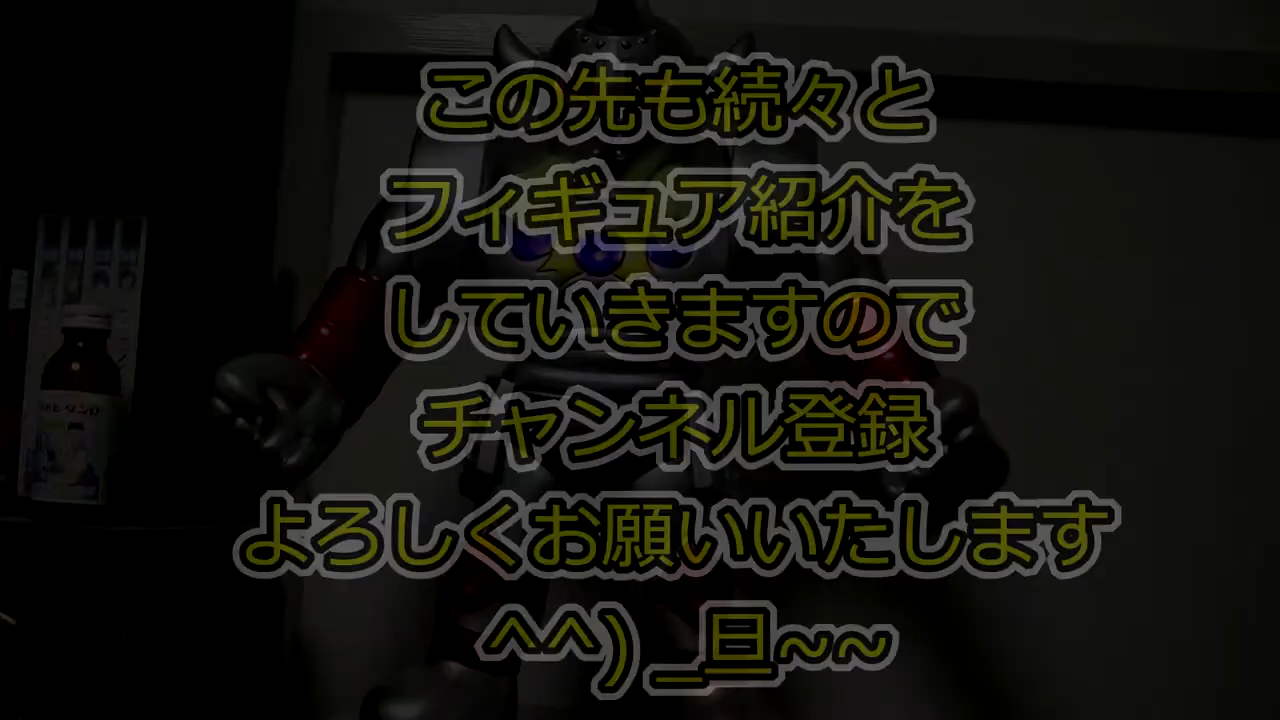 この先も続々と
フィギュア紹介を
していきますので
チャンネル登録
よろしくお願いいたします
^^) _旦~~